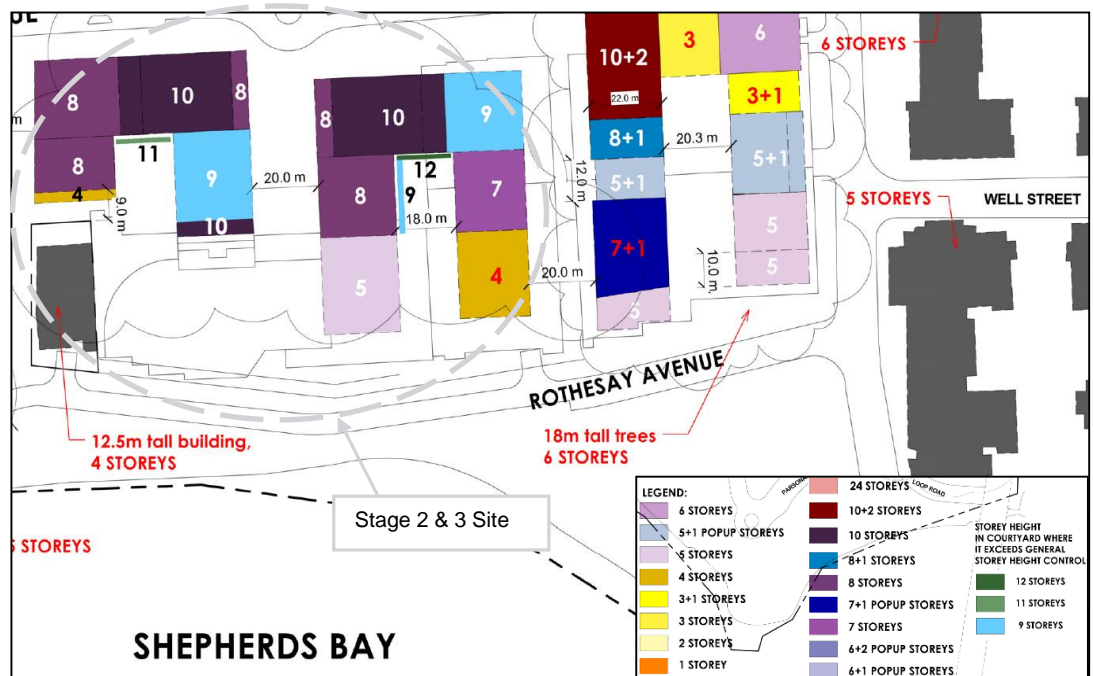 10+2
3
6
6 STOREYS
8
10
8
8
10
9
22.0 m
3+1
8+1
20.3 m
11
12
5+1
8
9
20.0 m
8
9
7
12.0 m
5+1
4
9.0 m
18.0 m
5 STOREYS
WELL STREET
10
7+1
5
5
4
20.0 m
10.0 m
5
5
ROTHESAY AVENUE
12.5m tall building,
4 STOREYS
18m tall trees
6 STOREYS
Stage 2 & 3 Site
STOREYS
SHEPHERDS BAY
LEGEND:
6 STOREYS
5+1 POPUP STOREYS
5 STOREYS
4 STOREYS
3+1 STOREYS
3 STOREYS
2 STOREYS
1 STOREY
24 STOREYS
10+2 STOREYS
10 STOREYS
8+1 STOREYS
8 STOREYS
7+1 POPUP STOREYS
7 STOREYS
6+2 POPUP STOREYS
6+1 POPUP STOREYS
LOOP ROAD
STOREY HEIGHT
IN COURTYARD WHERE
IT EXCEEDS GENERAL
STOREY HEIGHT CONTROL
12 STOREYS
11 STOREYS
9 STOREYS